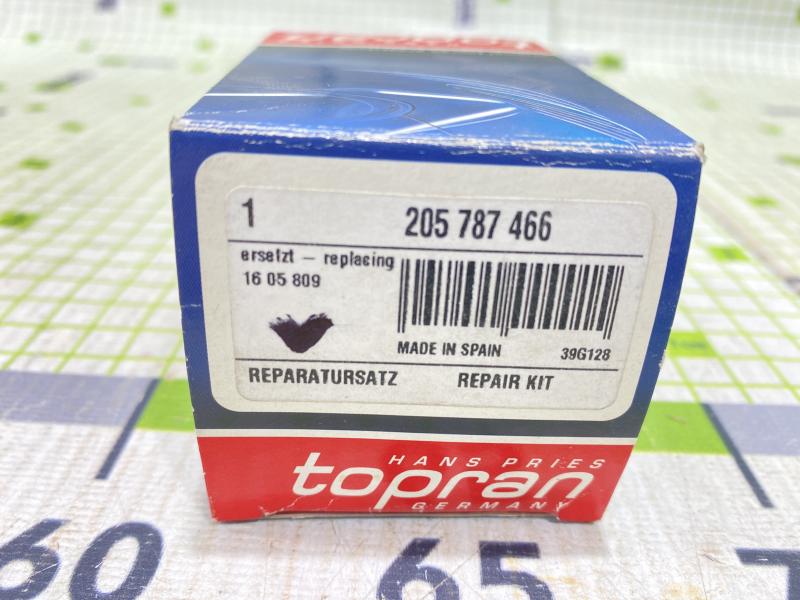 1 205 787 466
ersetzt – replacing
16 05 809
MADE IN SPAIN 39G128
REPARATURSATZ REPAIR KIT
HANS PRIES
topran
GERMANY
60 65